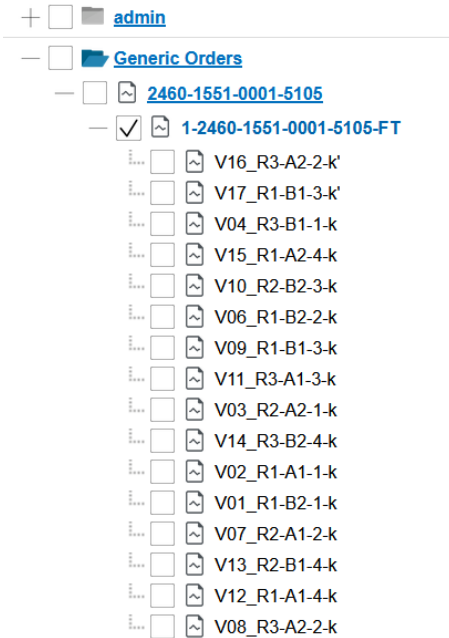 admin
Generic Orders
2460-1551-0001-5105
1-2460-1551-0001-5105-FT
V16_R3-A2-2-k'
V17_R1-B1-3-k'
V04_R3-B1-1-k
V15_R1-A2-4-k
V10_R2-B2-3-k
V06_R1-B2-2-k
V09_R1-B1-3-k
V11_R3-A1-3-k
V03_R2-A2-1-k
V14_R3-B2-4-k
V02_R1-A1-1-k
V01_R1-B2-1-k
V07_R2-A1-2-k
V13_R2-B1-4-k
V12_R1-A1-4-k
V08_R3-A2-2-k